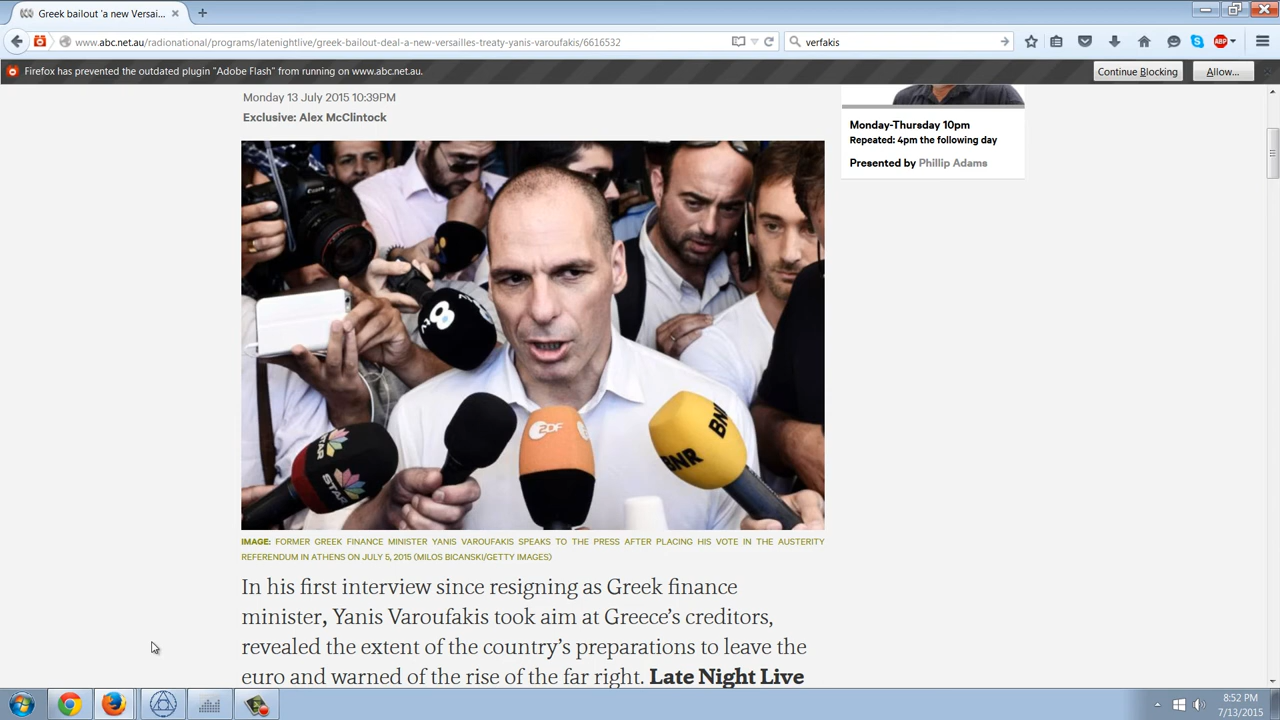 Greek bailout 'a new Versai...
www.abc.net.au/radionational/programs/latenightlive/greek-bailout-deal-a-new-versailles-treaty-yanis-varoufakis/6616532
verfakis
ABP
Firefox has prevented the outdated plugin "Adobe Flash" from running on www.abc.net.au.
Continue Blocking
Allow...
Monday 13 July 2015 10:39PM
Exclusive: Alex McClintock
Monday-Thursday 10pm
Repeated: 4pm the following day
Presented by Phillip Adams
Canon
8
STAR
STAR
ZDF
BNR
BNR
IMAGE: FORMER GREEK FINANCE MINISTER YANIS VAROUFAKIS SPEAKS TO THE PRESS AFTER PLACING HIS VOTE IN THE AUSTERITY
REFERENDUM IN ATHENS ON JULY 5, 2015 (MILOS BICANSKI/GETTY IMAGES)
In his first interview since resigning as Greek finance
minister, Yanis Varoufakis took aim at Greece's creditors,
revealed the extent of the country's preparations to leave the
euro and warned of the rise of the far right. Late Night Live
8:52 PM
7/13/2015